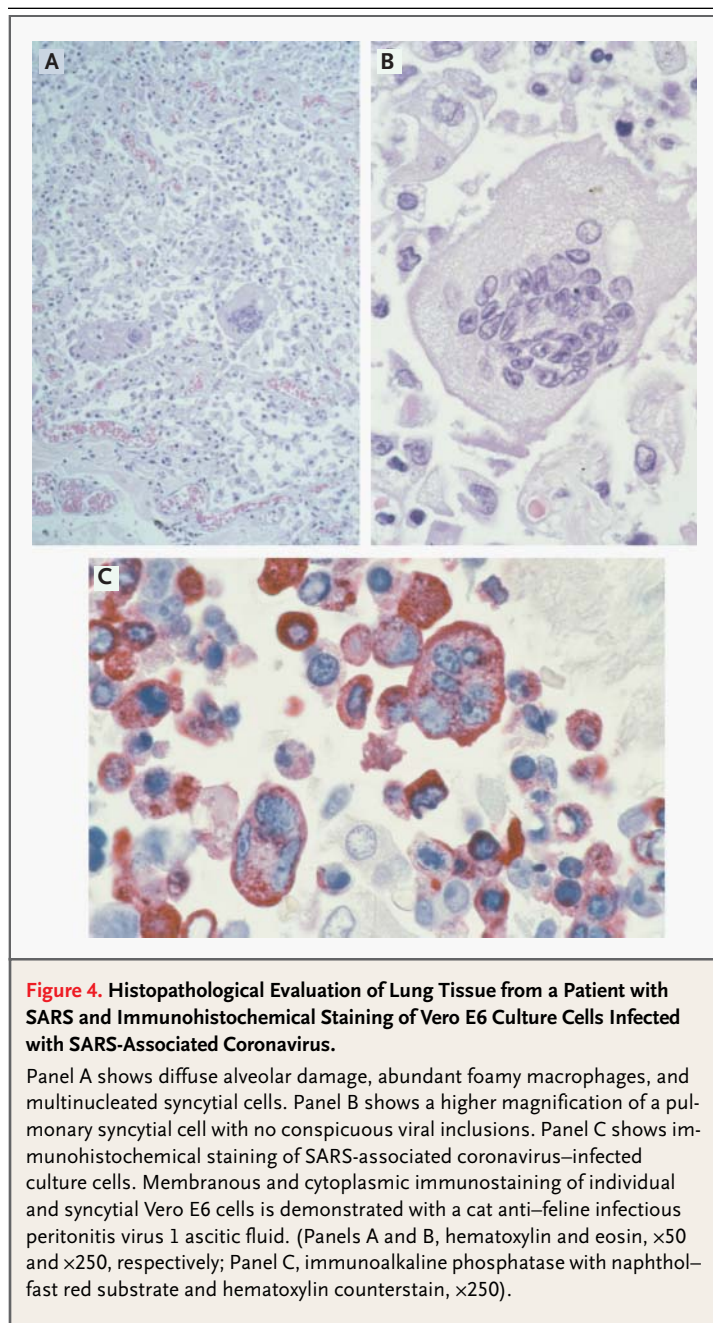 A
B
C
Figure 4. Histopathological Evaluation of Lung Tissue from a Patient with
SARS and Immunohistochemical Staining of Vero E6 Culture Cells Infected
with SARS-Associated Coronavirus.
Panel A shows diffuse alveolar damage, abundant foamy macrophages, and
multinucleated syncytial cells. Panel B shows a higher magnification of a pul-
monary syncytial cell with no conspicuous viral inclusions. Panel C shows im-
munohistochemical staining of SARS-associated coronavirus–infected
culture cells. Membranous and cytoplasmic immunostaining of individual
and syncytial Vero E6 cells is demonstrated with a cat anti–feline infectious
peritonitis virus 1 ascitic fluid. (Panels A and B, hematoxylin and eosin, ×50
and ×250, respectively; Panel C, immunoalkaline phosphatase with naphthol–
fast red substrate and hematoxylin counterstain, ×250).